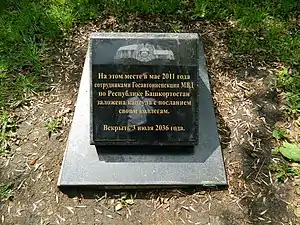 На этом месте в мае 2011 года
сотрудниками Госавтоинспекции МВД
по Республике Башкортостан
заложена капсула с посланием
своим коллегам.
Вскрыть 3 июля 2036 года.